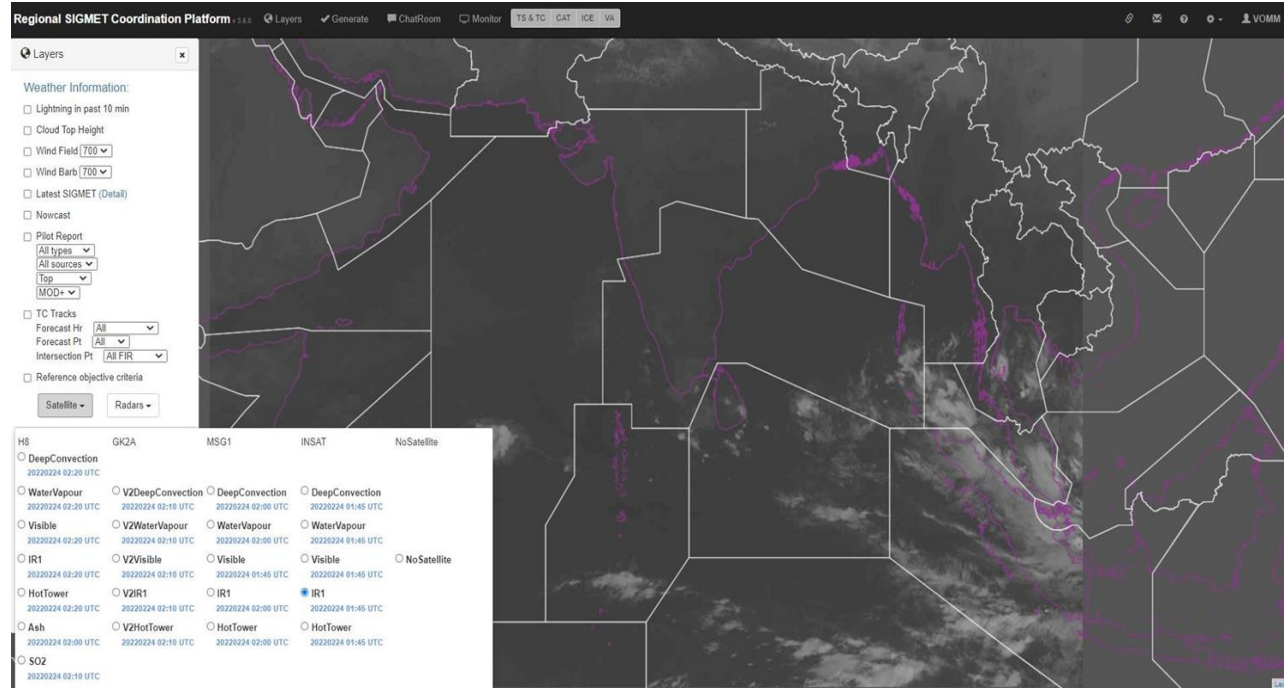 Regional SIGMET Coordination Platform v 3.6.0 Layers Generate ChatRoom Monitor TS & TC CAT ICE VA VOMM
Layers x
Weather Information:
Lightning in past 10 min
Cloud Top Height
Wind Field 700
Wind Barb 700
Latest SIGMET (Detail)
Nowcast
Pilot Report
All types
All sources
Top
MOD+
TC Tracks
Forecast Hr All
Forecast Pt All
Intersection Pt All FIR
Reference objective criteria
Satellite Radars
H8 GK2A MSG1 INSAT NoSatellite
DeepConvection
20220224 02:20 UTC
WaterVapour V2DeepConvection DeepConvection DeepConvection
20220224 02:20 UTC 20220224 02:10 UTC 20220224 02:00 UTC 20220224 01:45 UTC
Visible V2WaterVapour WaterVapour WaterVapour
20220224 02:20 UTC 20220224 02:10 UTC 20220224 02:00 UTC 20220224 01:45 UTC
IR1 V2Visible Visible Visible NoSatellite
20220224 02:20 UTC 20220224 02:10 UTC 20220224 01:45 UTC 20220224 01:45 UTC
HotTower V2IR1 IR1 IR1
20220224 02:20 UTC 20220224 02:10 UTC 20220224 02:00 UTC 20220224 01:45 UTC
Ash V2HotTower HotTower HotTower
20220224 02:00 UTC 20220224 02:10 UTC 20220224 02:00 UTC 20220224 01:45 UTC
SO2
20220224 02:10 UTC